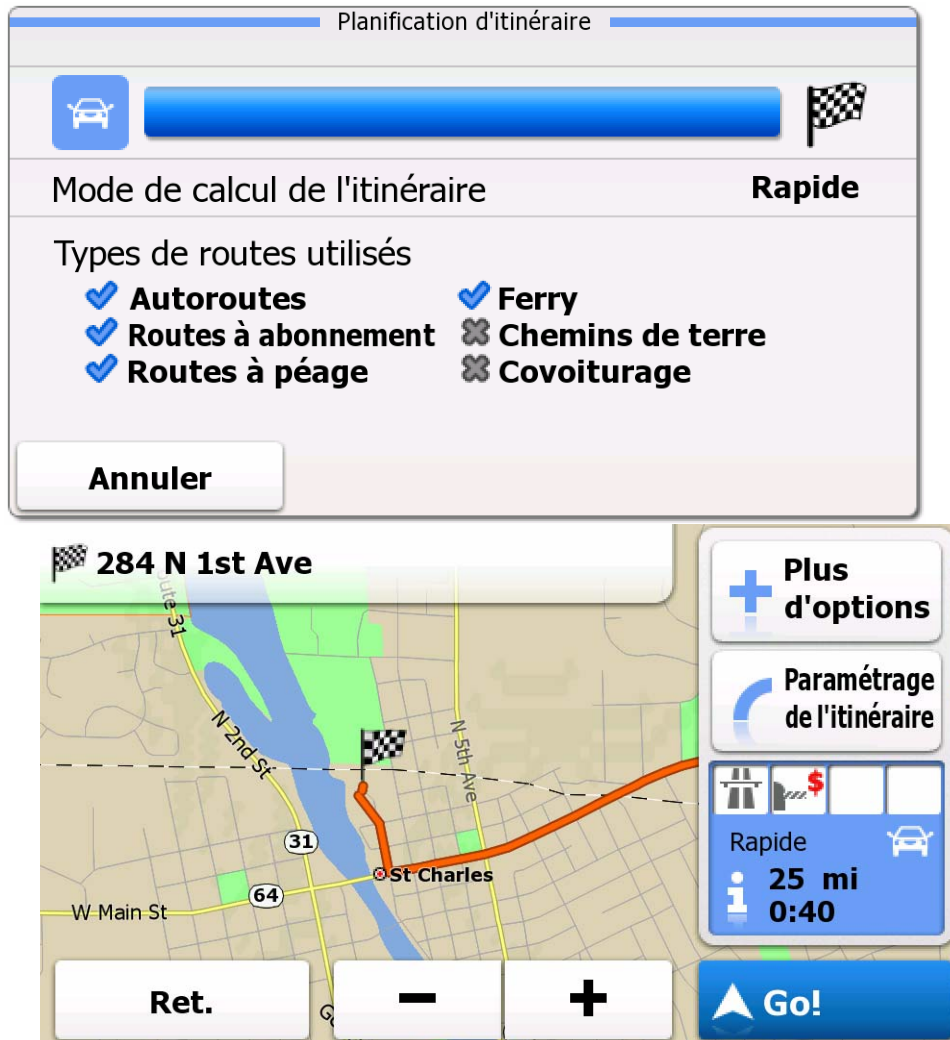 Planification d'itinéraire
Mode de calcul de l'itinéraire Rapide
Types de routes utilisés
Autoroutes Ferry
Routes à abonnement Chemins de terre
Routes à péage Covoiturage
Annuler
284 N 1st Ave
Plus
d'options
Paramétrage
de l'itinéraire
$
Rapide
25 mi
0:40
oute 31
N 2nd St
N 5th Ave
31
St Charles
64
W Main St
Ret.
Go!